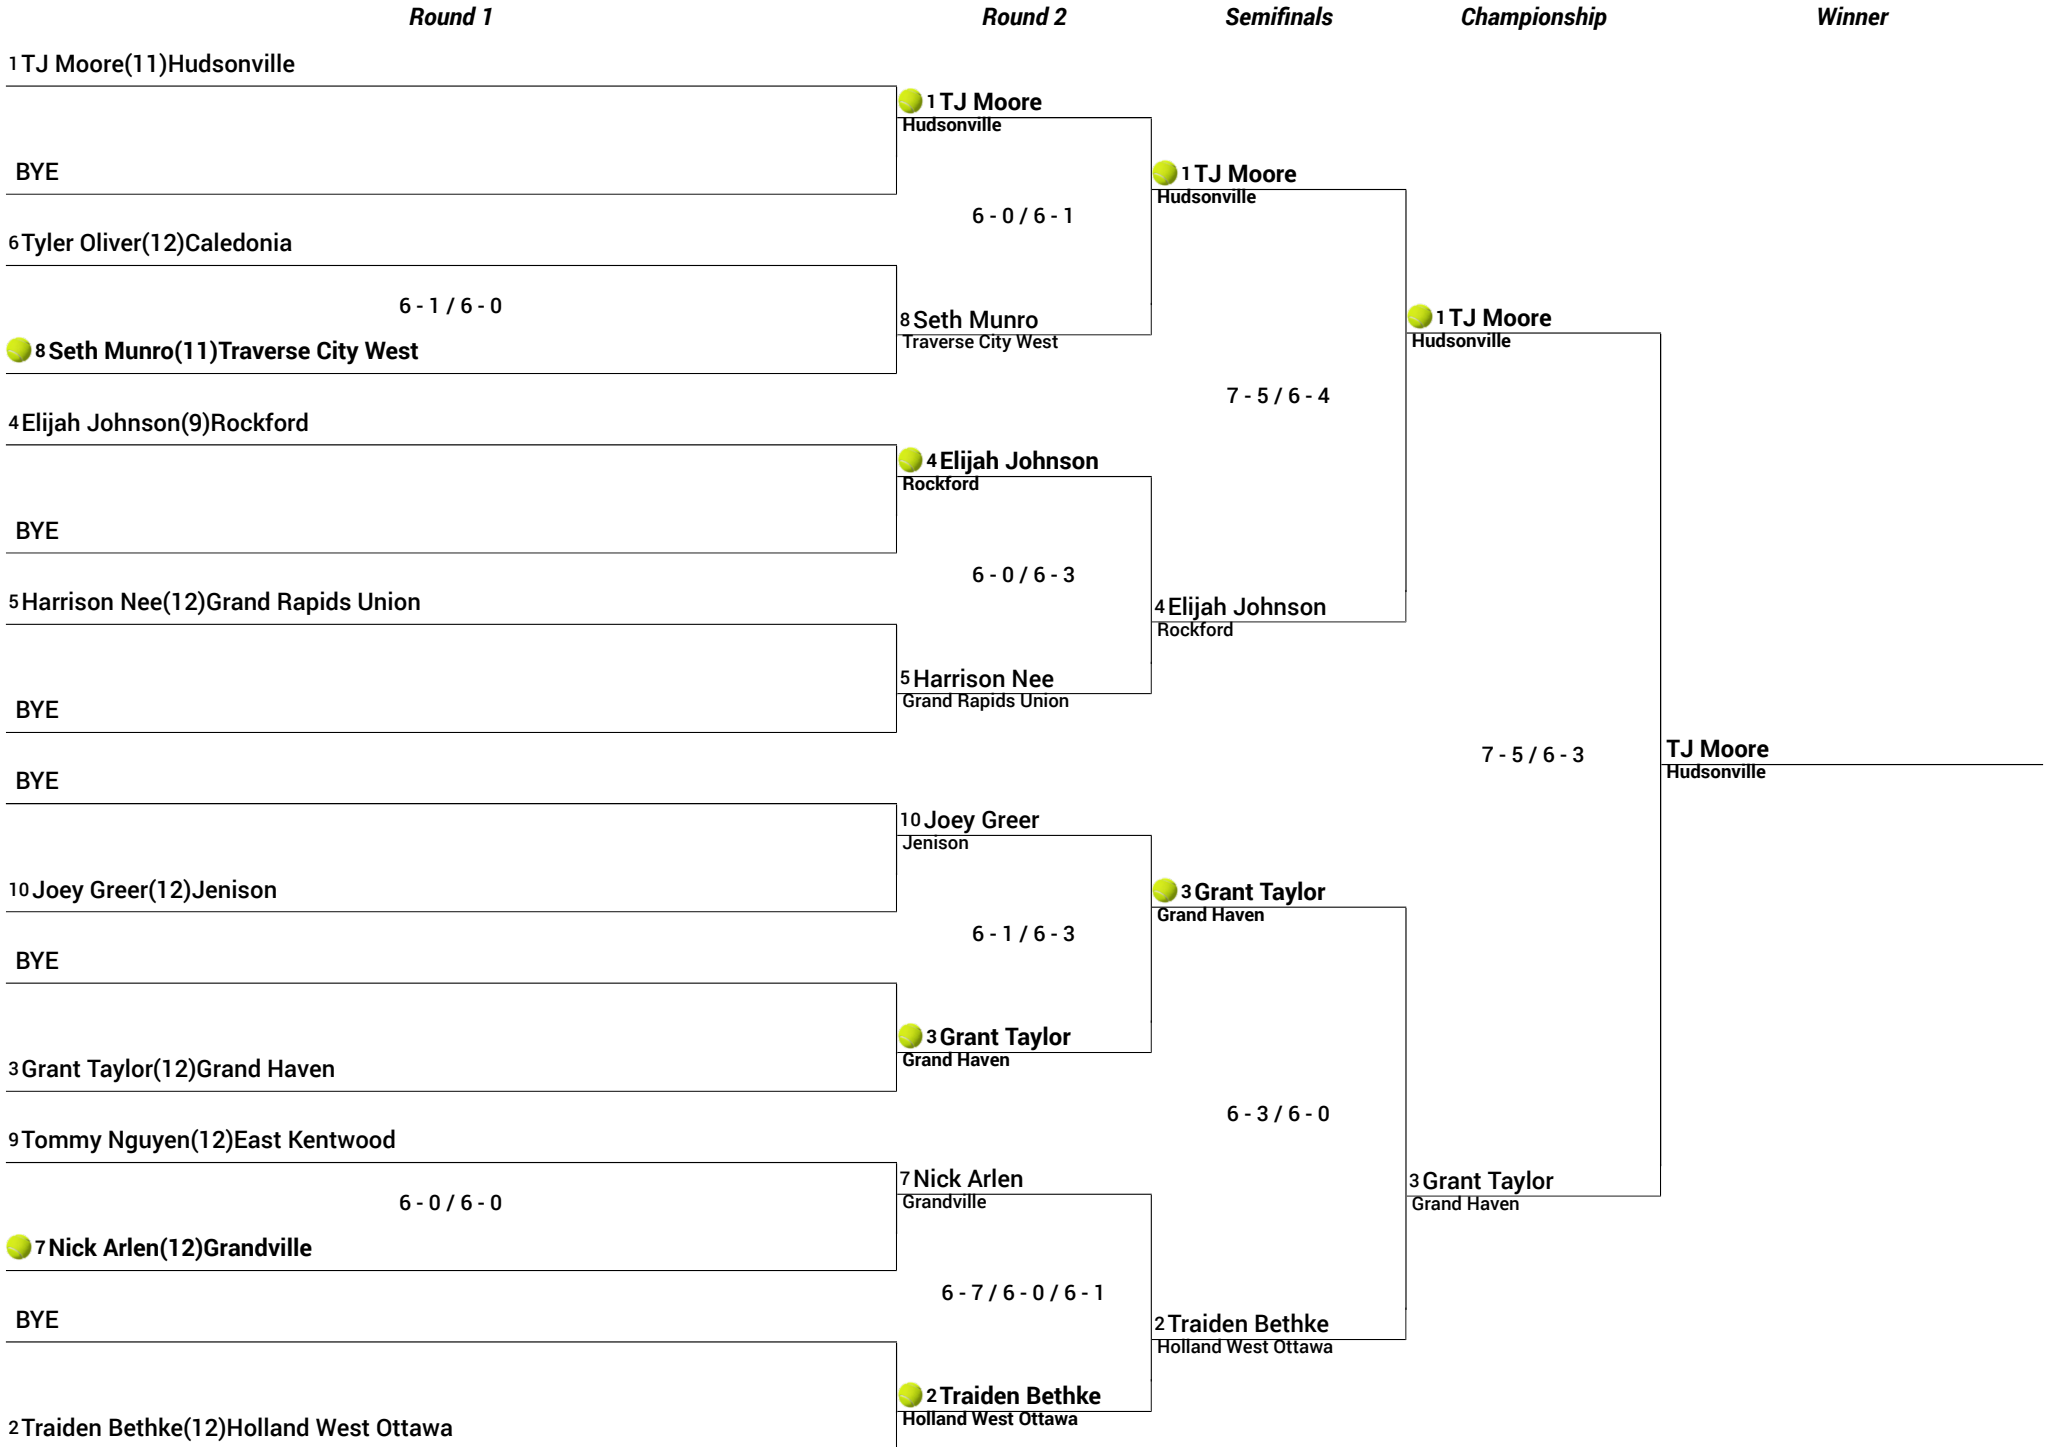 Round 1
Round 2
Semifinals
Championship
Winner
1 TJ Moore(11)Hudsonville
BYE
6 Tyler Oliver(12)Caledonia
6 - 1 / 6 - 0
8 Seth Munro(11)Traverse City West
4 Elijah Johnson(9)Rockford
BYE
5 Harrison Nee(12)Grand Rapids Union
BYE
BYE
10 Joey Greer(12)Jenison
BYE
3 Grant Taylor(12)Grand Haven
9 Tommy Nguyen(12)East Kentwood
6 - 0 / 6 - 0
7 Nick Arlen(12)Grandville
BYE
2 Traiden Bethke(12)Holland West Ottawa
1 TJ Moore
Hudsonville
6 - 0 / 6 - 1
8 Seth Munro
Traverse City West
4 Elijah Johnson
Rockford
6 - 0 / 6 - 3
5 Harrison Nee
Grand Rapids Union
10 Joey Greer
Jenison
6 - 1 / 6 - 3
3 Grant Taylor
Grand Haven
7 Nick Arlen
Grandville
6 - 7 / 6 - 0 / 6 - 1
2 Traiden Bethke
Holland West Ottawa
1 TJ Moore
Hudsonville
7 - 5 / 6 - 4
4 Elijah Johnson
Rockford
3 Grant Taylor
Grand Haven
6 - 3 / 6 - 0
2 Traiden Bethke
Holland West Ottawa
1 TJ Moore
Hudsonville
7 - 5 / 6 - 3
3 Grant Taylor
Grand Haven
TJ Moore
Hudsonville